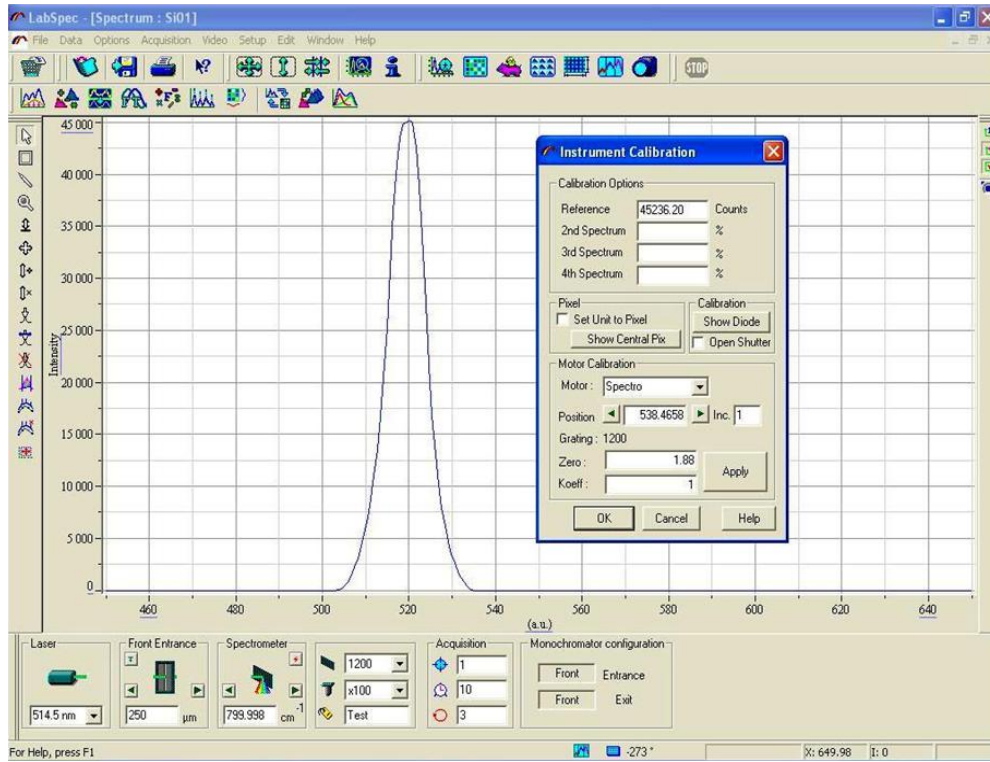 LabSpec - [Spectrum : Si01]
File Data Options Acquisition Video Setup Edit Window Help
STOP
45 000
40 000
35 000
30 000
25 000
20 000
15 000
10 000
5 000
0
Intensity
460 480 500 520 540 560 580 600 620 640
(a.u.)
Instrument Calibration
Calibration Options
Reference 45236.20 Counts
2nd Spectrum %
3rd Spectrum %
4th Spectrum %
Pixel
Set Unit to Pixel
Show Central Pix
Calibration
Show Diode
Open Shutter
Motor Calibration
Motor : Spectro
Position 538.4658 Inc. 1
Grating : 1200
Zero : 1.88
Koeff : 1
Apply
OK Cancel Help
Laser
514.5 nm
Front Entrance
250 µm
Spectrometer
799.998 cm-1
1200
x100
Test
Acquisition
1
10
3
Monochromator configuration
Front Entrance
Front Exit
For Help, press F1
-273 °
X: 649.98 I: 0